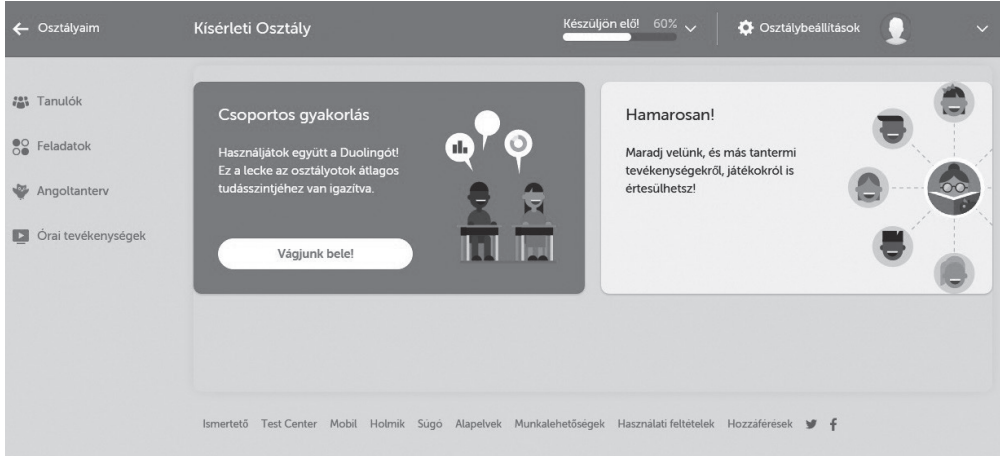 Osztályaim
Kísérleti Osztály
Készüljön elő! 60%
Osztálybeállítások
Tanulók
Feladatok
Angoltanterv
Órai tevékenységek
Csoportos gyakorlás
Használjátok együtt a Duolingót!
Ez a lecke az osztályotok átlagos
tudásszintjéhez van igazítva.
Vágjunk bele!
Hamarosan!
Maradj velünk, és más tantermi
tevékenységekről, játékokról is
értesülhetsz!
Ismertető Test Center Mobil Holmik Súgó Alapelvek Munkalehetőségek Használati feltételek Hozzáférések